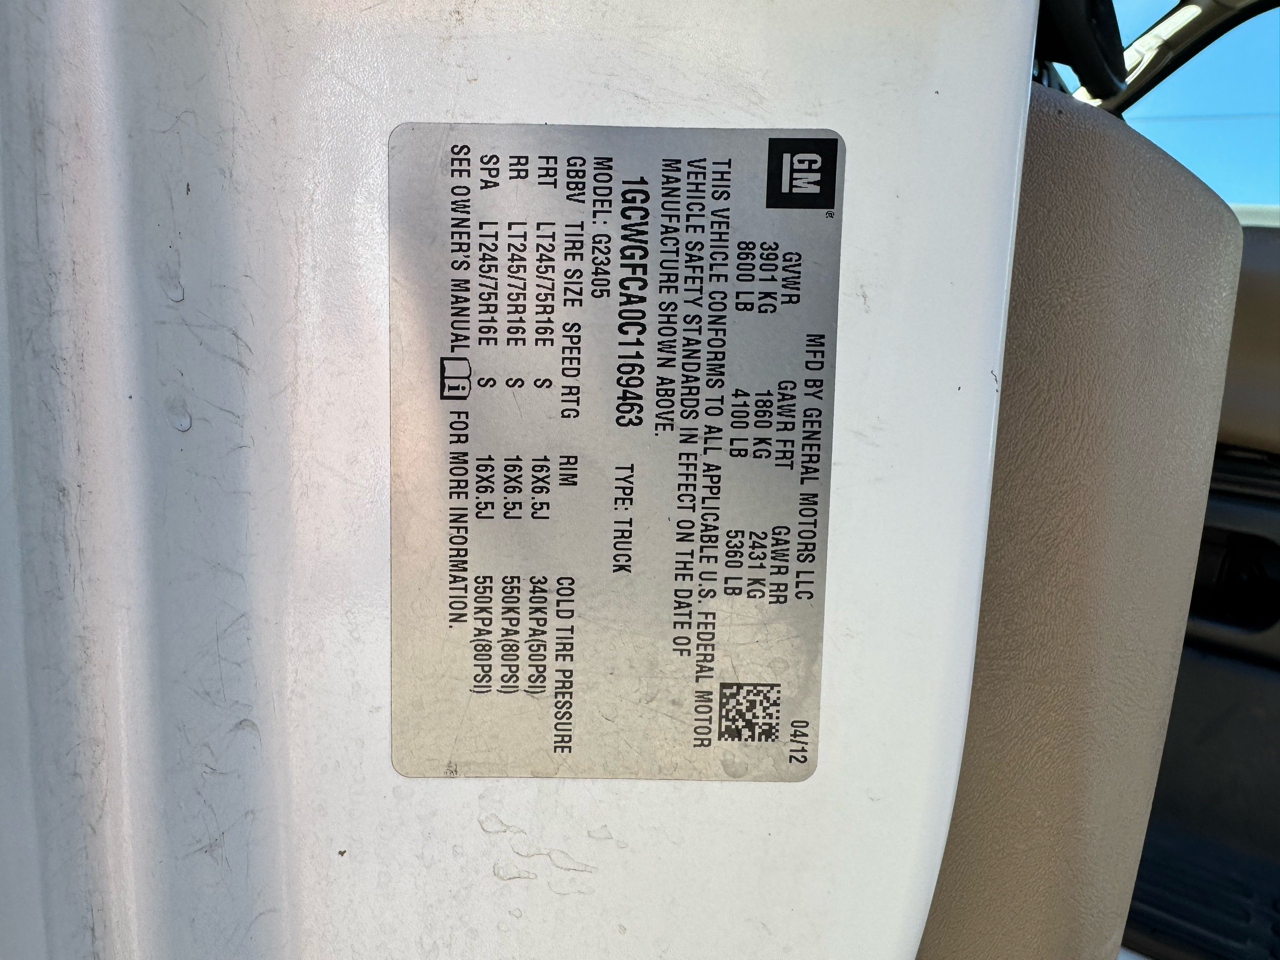 GM
®
MFD BY GENERAL MOTORS LLC
04/12
GVWR GAWR FRT GAWR RR
3901 KG 1860 KG 2431 KG
8600 LB 4100 LB 5360 LB
THIS VEHICLE CONFORMS TO ALL APPLICABLE U.S. FEDERAL MOTOR
VEHICLE SAFETY STANDARDS IN EFFECT ON THE DATE OF
MANUFACTURE SHOWN ABOVE.
1GCWGFCA0C1169463 TYPE: TRUCK
MODEL: G23405
GBBV TIRE SIZE SPEED RTG RIM COLD TIRE PRESSURE
FRT LT245/75R16E S 16X6.5J 340KPA(50PSI)
RR LT245/75R16E S 16X6.5J 550KPA(80PSI)
SPA LT245/75R16E S 16X6.5J 550KPA(80PSI)
SEE OWNER'S MANUAL i FOR MORE INFORMATION.